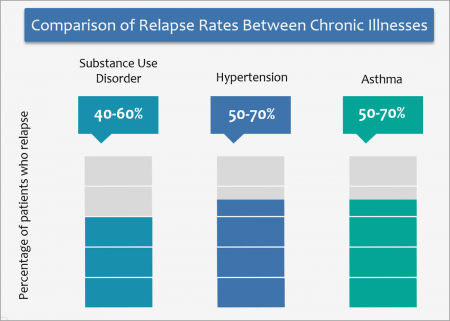 Comparison of Relapse Rates Between Chronic Illnesses
Substance Use
Disorder
Hypertension
Asthma
40-60%
50-70%
50-70%
Percentage of patients who relapse